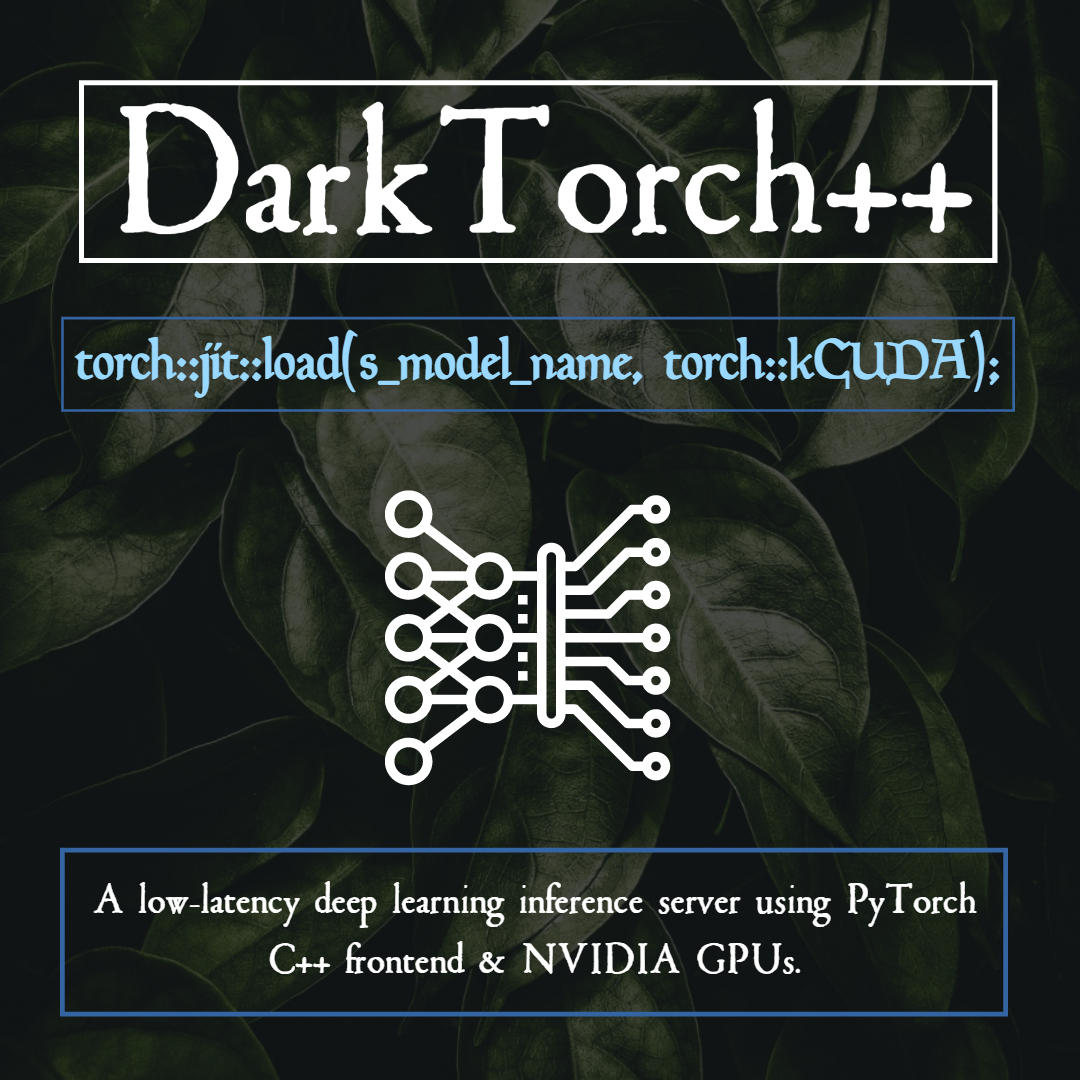 DarkTorch++
torch::jit::load(s_model_name, torch::kCUDA);
A low-latency deep learning inference server using PyTorch
C++ frontend & NVIDIA GPUs.